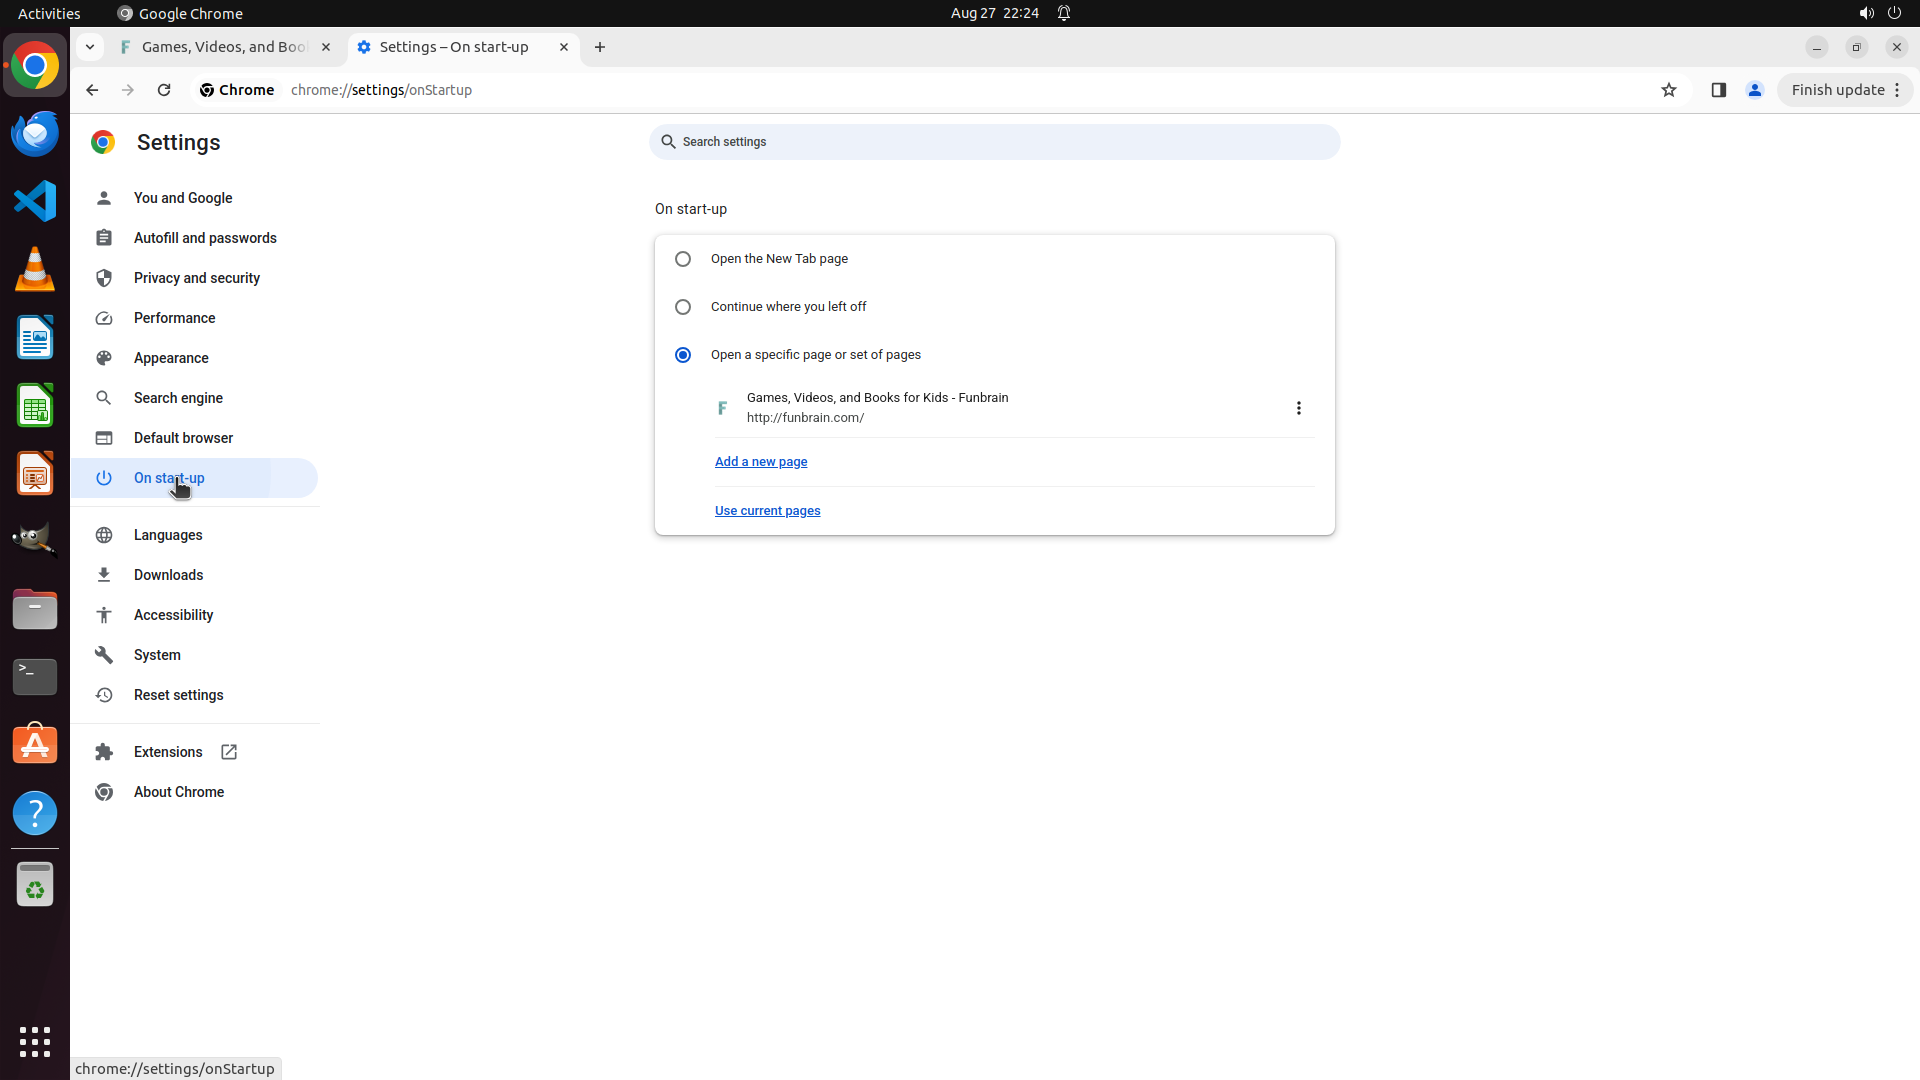 Activities
Google Chrome
Aug 27 22:24
Games, Videos, and Boo
Settings – On start-up
Chrome
chrome://settings/onStartup
Finish update
Settings
Search settings
You and Google
Autofill and passwords
Privacy and security
Performance
Appearance
Search engine
Default browser
On start-up
Languages
Downloads
Accessibility
System
Reset settings
Extensions
About Chrome
On start-up
Open the New Tab page
Continue where you left off
Open a specific page or set of pages
F
Games, Videos, and Books for Kids - Funbrain
http://funbrain.com/
Add a new page
Use current pages
chrome://settings/onStartup